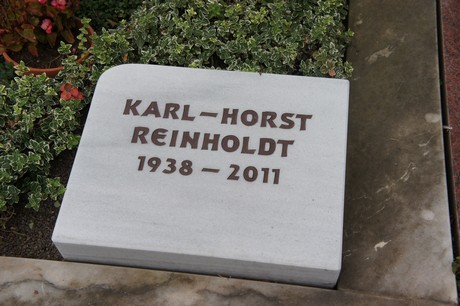 KARL–HORST
REINHOLDT
1938 – 2011